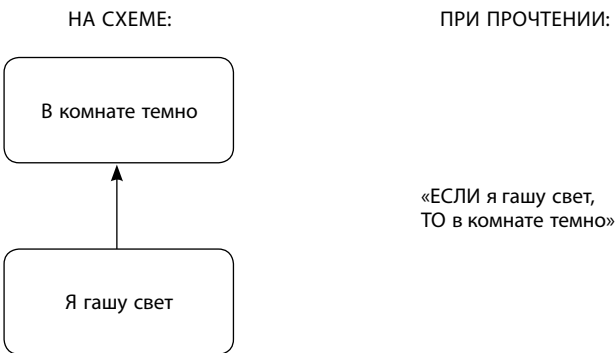 НА СХЕМЕ:
ПРИ ПРОЧТЕНИИ:
В комнате темно
«ЕСЛИ я гашу свет,
ТО в комнате темно»
Я гашу свет